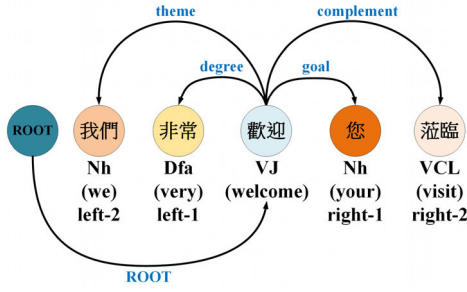 theme
complement
degree
goal
ROOT 我們 非常 歡迎 您 蒞臨
Nh Dfa VJ Nh VCL
(we) (very) (welcome) (your) (visit)
left-2 left-1 right-1 right-2
ROOT